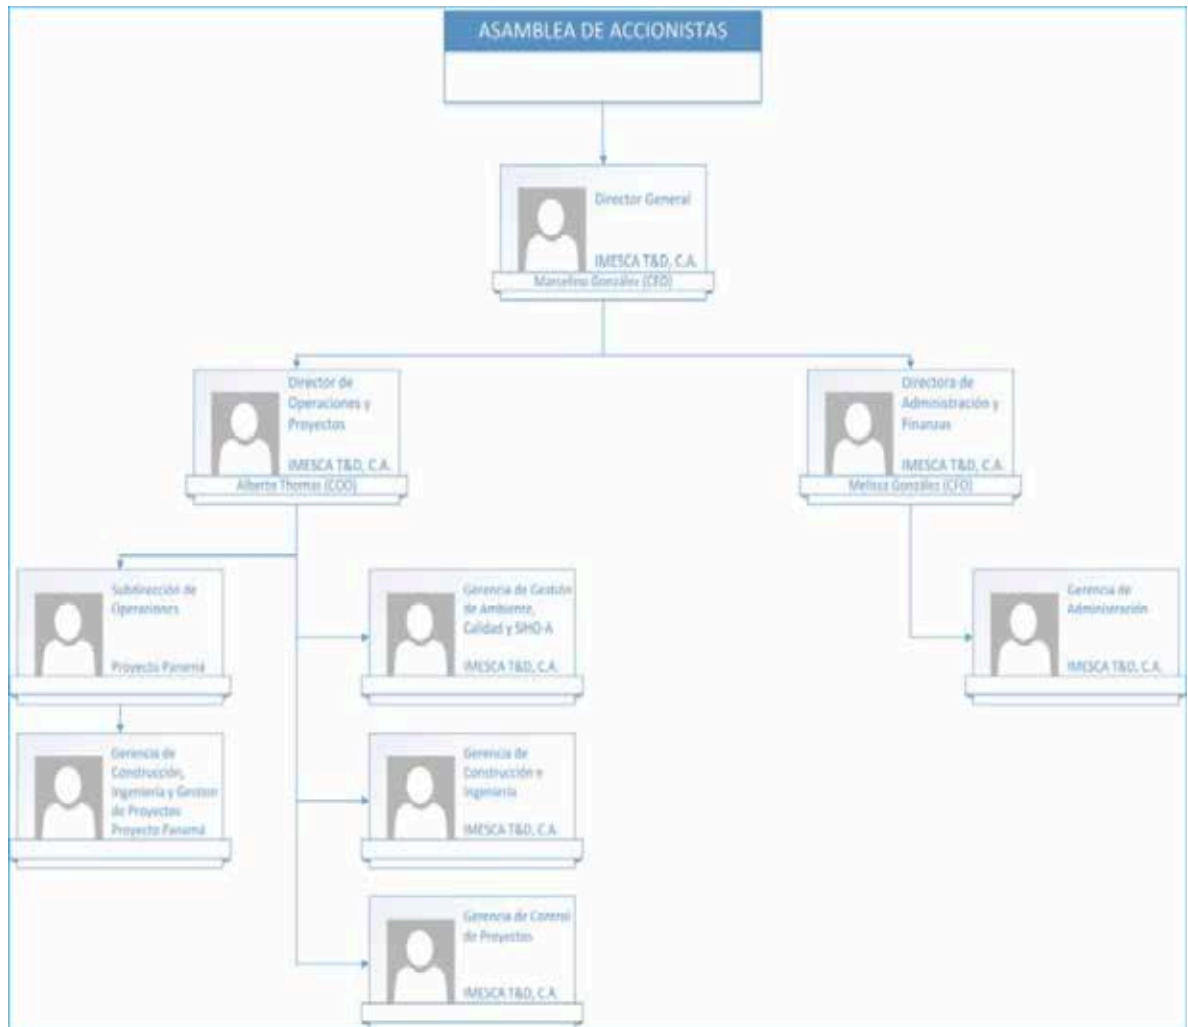 ASAMBLEA DE ACCIONISTAS
Director General
IMESCA T&D, C.A.
Marcelino González (CEO)
Director de
Operaciones y
Proyectos
IMESCA T&D, C.A.
Alberto Thomas (COO)
Directora de
Administración y
Finanzas
IMESCA T&D, C.A.
Melissa González (CFO)
Subdirección de
Operaciones
Proyecto Panamá
Gerencia de Gestión
de Ambiente,
Calidad y SIHO-A
IMESCA T&D, C.A.
Gerencia de
Administración
IMESCA T&D, C.A.
Gerencia de
Construcción,
Ingeniería y Gestion
de Proyectos
Proyecto Panamá
Gerencia de
Construcción e
Ingeniería
IMESCA T&D, C.A.
Gerencia de Control
de Proyectos
IMESCA T&D, C.A.